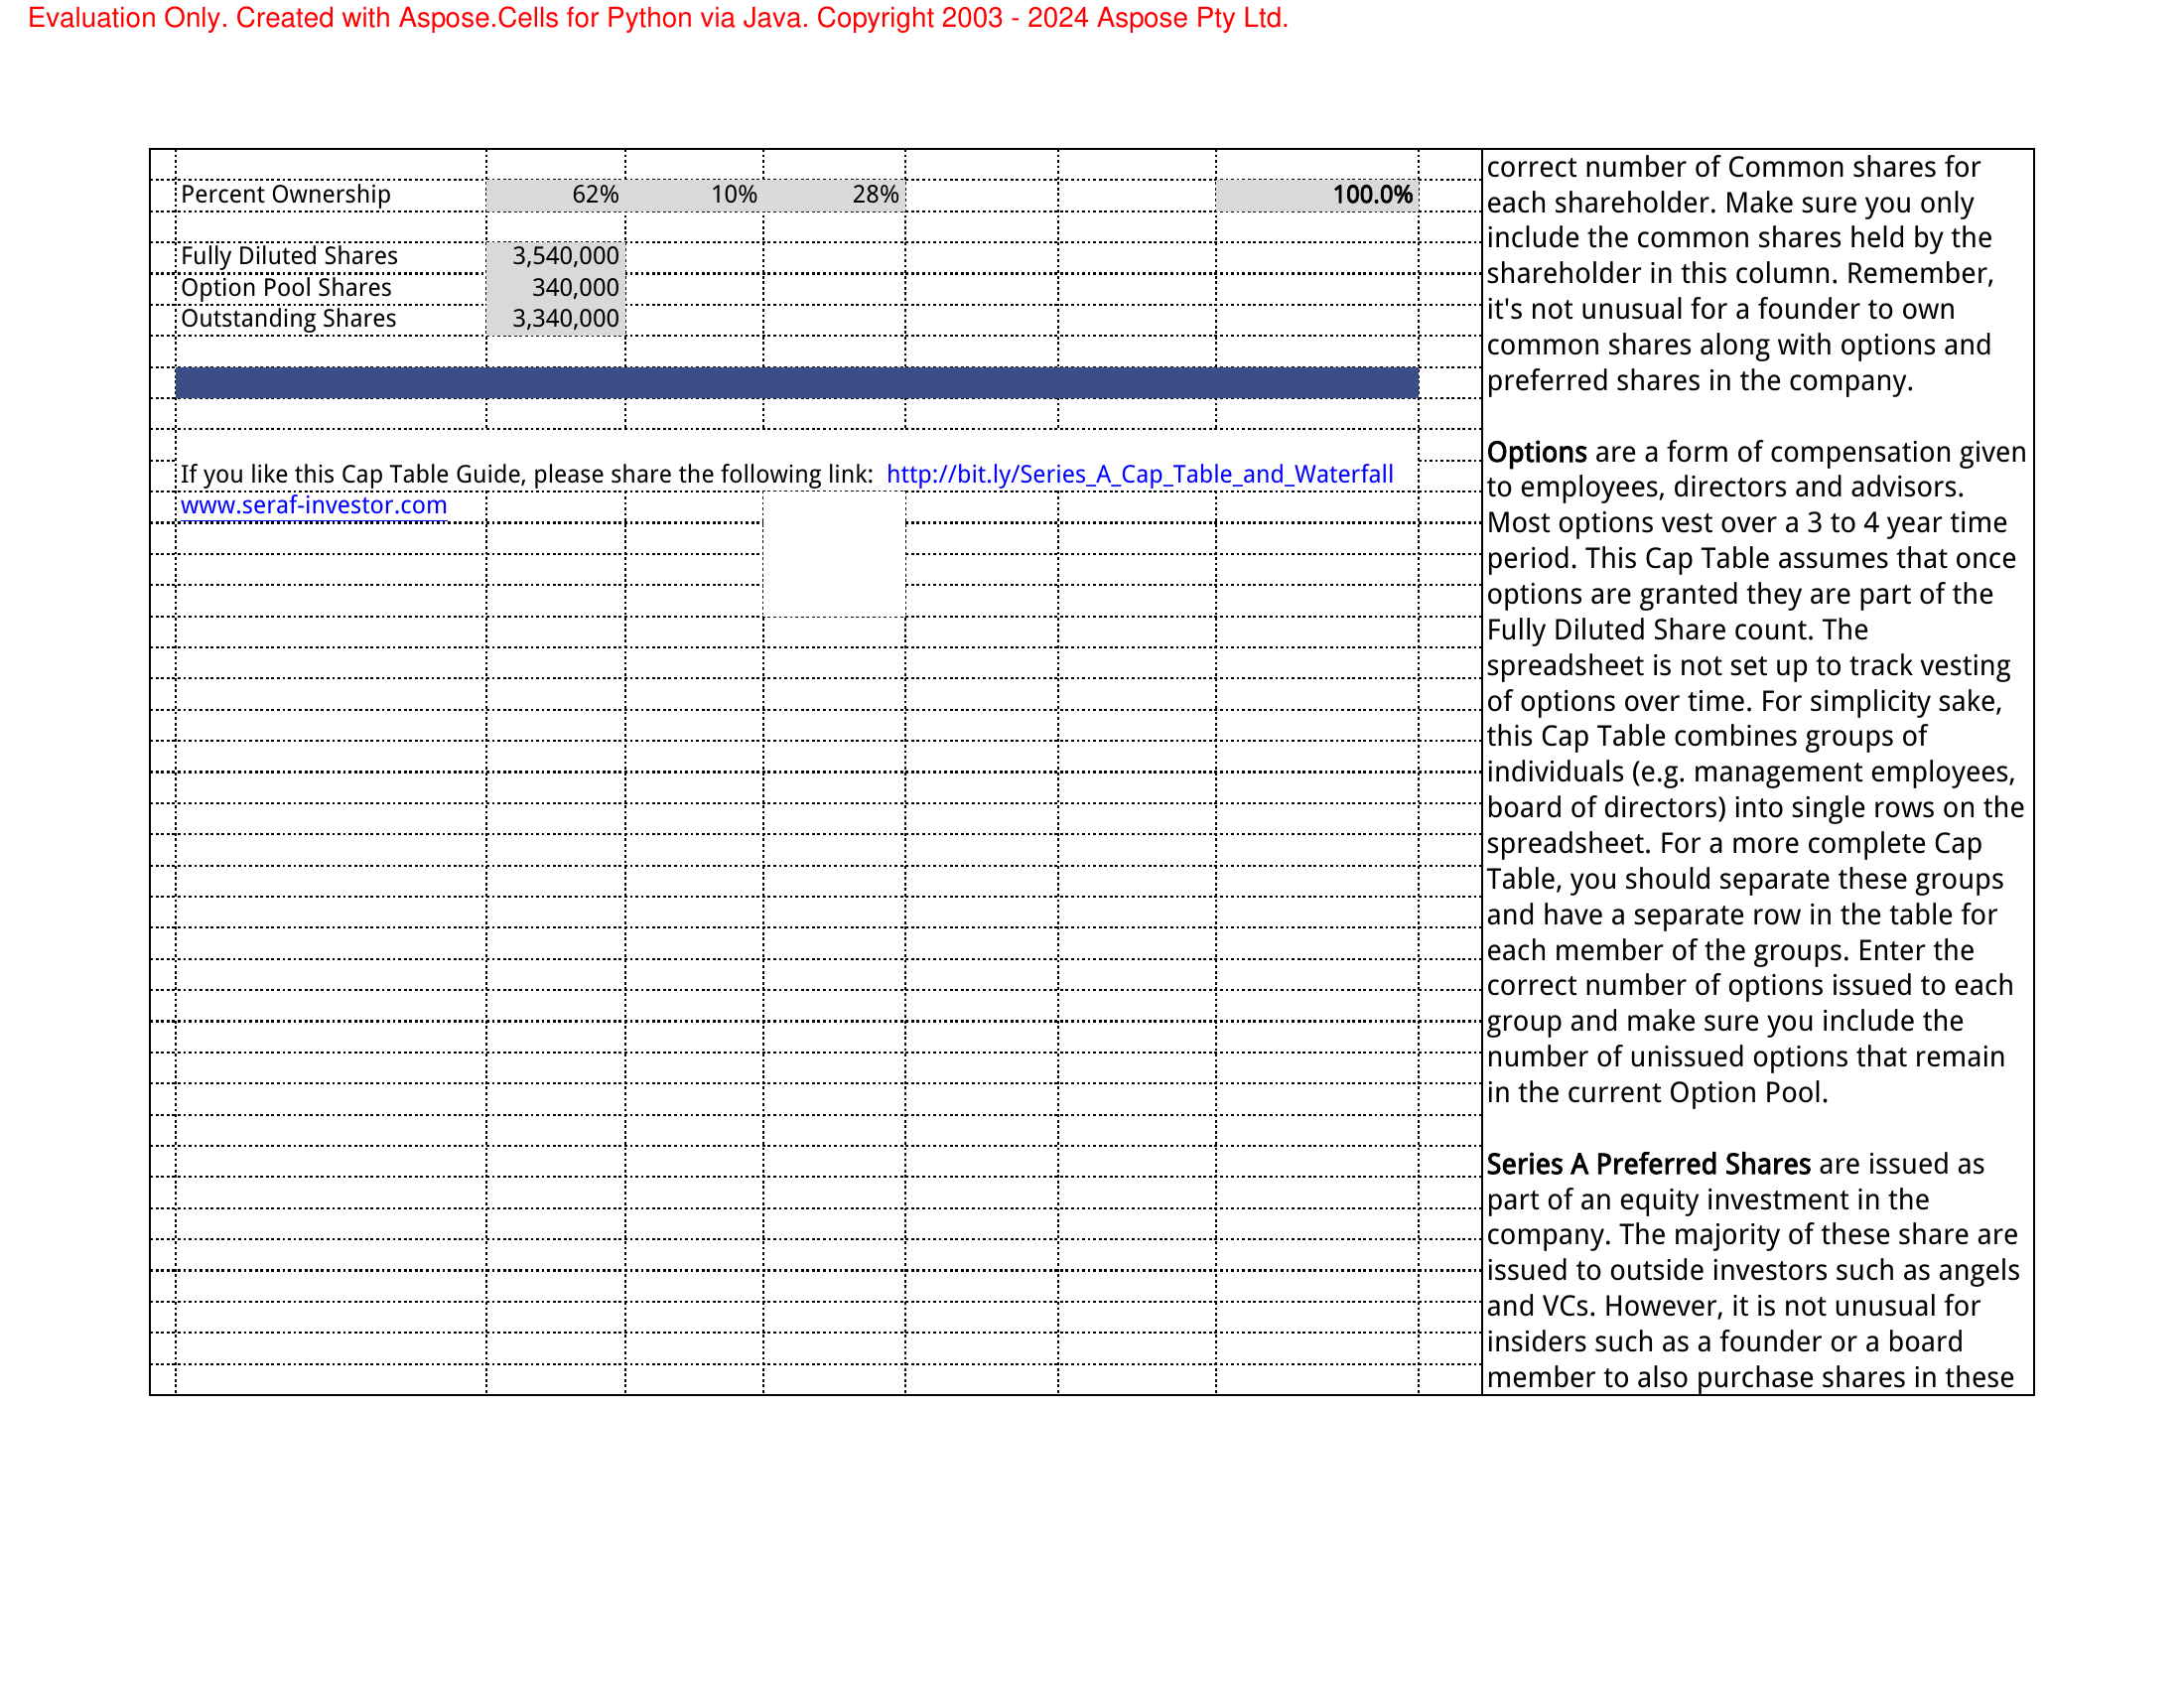 Evaluation Only. Created with Aspose.Cells for Python via Java. Copyright 2003 - 2024 Aspose Pty Ltd.
Percent Ownership 62% 10% 28% 100.0%
Fully Diluted Shares 3,540,000
Option Pool Shares 340,000
Outstanding Shares 3,340,000
If you like this Cap Table Guide, please share the following link: http://bit.ly/Series_A_Cap_Table_and_Waterfall
www.seraf-investor.com
correct number of Common shares for
each shareholder. Make sure you only
include the common shares held by the
shareholder in this column. Remember,
it's not unusual for a founder to own
common shares along with options and
preferred shares in the company.
Options are a form of compensation given
to employees, directors and advisors.
Most options vest over a 3 to 4 year time
period. This Cap Table assumes that once
options are granted they are part of the
Fully Diluted Share count. The
spreadsheet is not set up to track vesting
of options over time. For simplicity sake,
this Cap Table combines groups of
individuals (e.g. management employees,
board of directors) into single rows on the
spreadsheet. For a more complete Cap
Table, you should separate these groups
and have a separate row in the table for
each member of the groups. Enter the
correct number of options issued to each
group and make sure you include the
number of unissued options that remain
in the current Option Pool.
Series A Preferred Shares are issued as
part of an equity investment in the
company. The majority of these share are
issued to outside investors such as angels
and VCs. However, it is not unusual for
insiders such as a founder or a board
member to also purchase shares in these